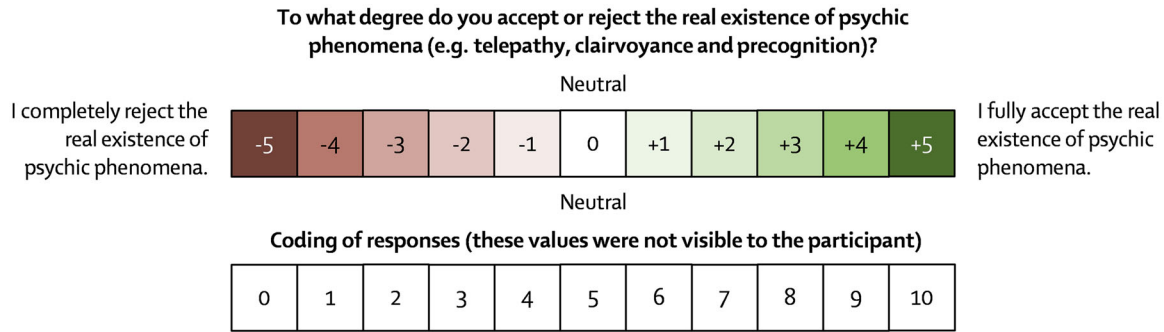 To what degree do you accept or reject the real existence of psychic
phenomena (e.g. telepathy, clairvoyance and precognition)?
Neutral
I completely reject the
real existence of
psychic phenomena.
-5 -4 -3 -2 -1 0 +1 +2 +3 +4 +5
I fully accept the real
existence of psychic
phenomena.
Neutral
Coding of responses (these values were not visible to the participant)
0 1 2 3 4 5 6 7 8 9 10